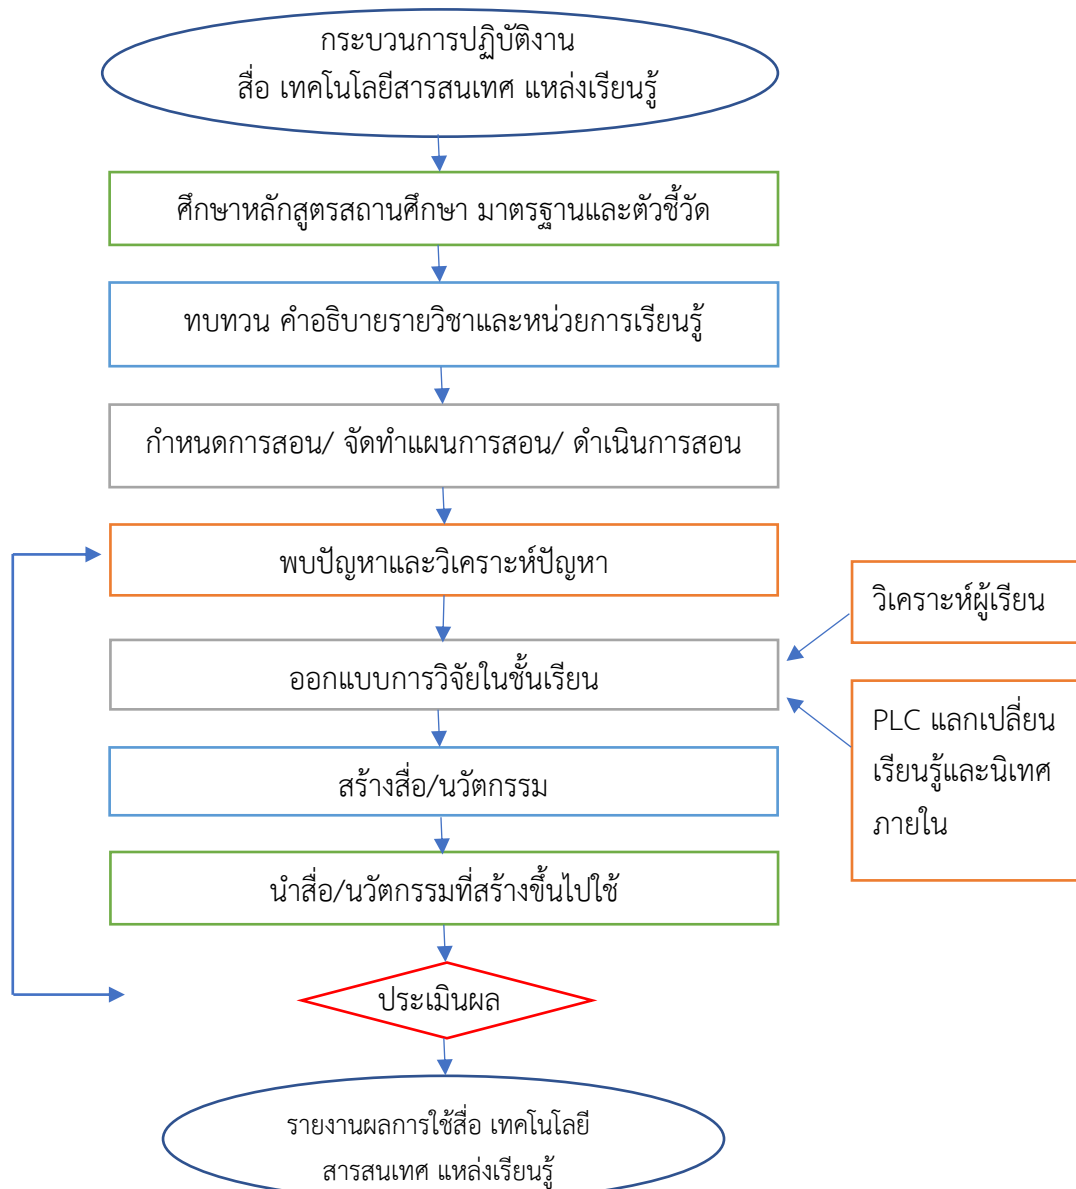 กระบวนการปฏิบัติงาน
สื่อ เทคโนโลยีสารสนเทศ แหล่งเรียนรู้
ศึกษาหลักสูตรสถานศึกษา มาตรฐานและตัวชี้วัด
ทบทวน คำอธิบายรายวิชาและหน่วยการเรียนรู้
กำหนดการสอน/ จัดทำแผนการสอน/ ดำเนินการสอน
พบปัญหาและวิเคราะห์ปัญหา
วิเคราะห์ผู้เรียน
ออกแบบการวิจัยในชั้นเรียน
PLC แลกเปลี่ยน
เรียนรู้และนิเทศ
ภายใน
สร้างสื่อ/นวัตกรรม
นำสื่อ/นวัตกรรมที่สร้างขึ้นไปใช้
ประเมินผล
รายงานผลการใช้สื่อ เทคโนโลยี
สารสนเทศ แหล่งเรียนรู้